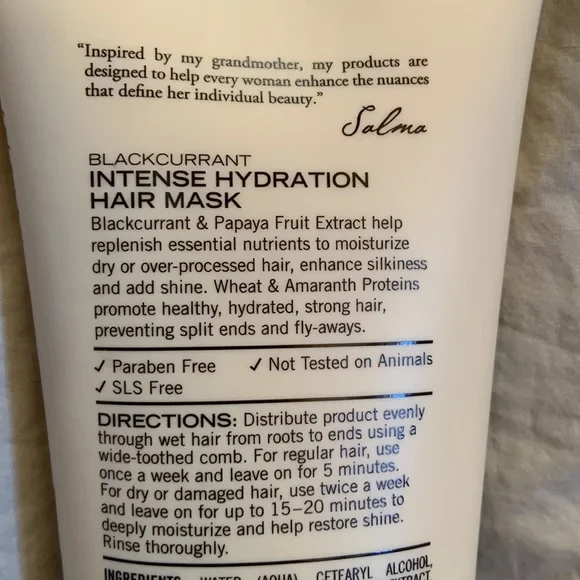 “Inspired by my grandmother, my products are
designed to help every woman enhance the nuances
that define her individual beauty.”
Salma
BLACKCURRANT
INTENSE HYDRATION
HAIR MASK
Blackcurrant & Papaya Fruit Extract help
replenish essential nutrients to moisturize
dry or over-processed hair, enhance silkiness
and add shine. Wheat & Amaranth Proteins
promote healthy, hydrated, strong hair,
preventing split ends and fly-aways.
✓ Paraben Free ✓ Not Tested on Animals
✓ SLS Free
DIRECTIONS: Distribute product evenly
through wet hair from roots to ends using a
wide-toothed comb. For regular hair, use
once a week and leave on for 5 minutes.
For dry or damaged hair, use twice a week
and leave on for up to 15–20 minutes to
deeply moisturize and help restore shine.
Rinse thoroughly.
INGREDIENTS WATER (AQUA) CETEARYL ALCOHOL,
EXTRACT,